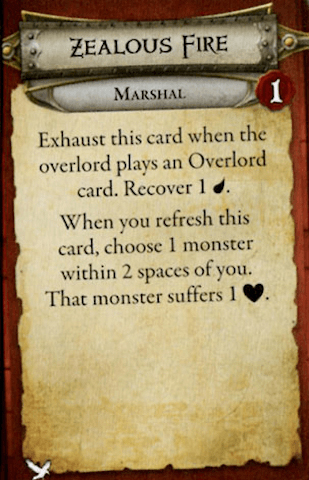 Zealous Fire
Marshal
1
Exhaust this card when the
overlord plays an Overlord
card. Recover 1 .
When you refresh this
card, choose 1 monster
within 2 spaces of you.
That monster suffers 1 ♥.